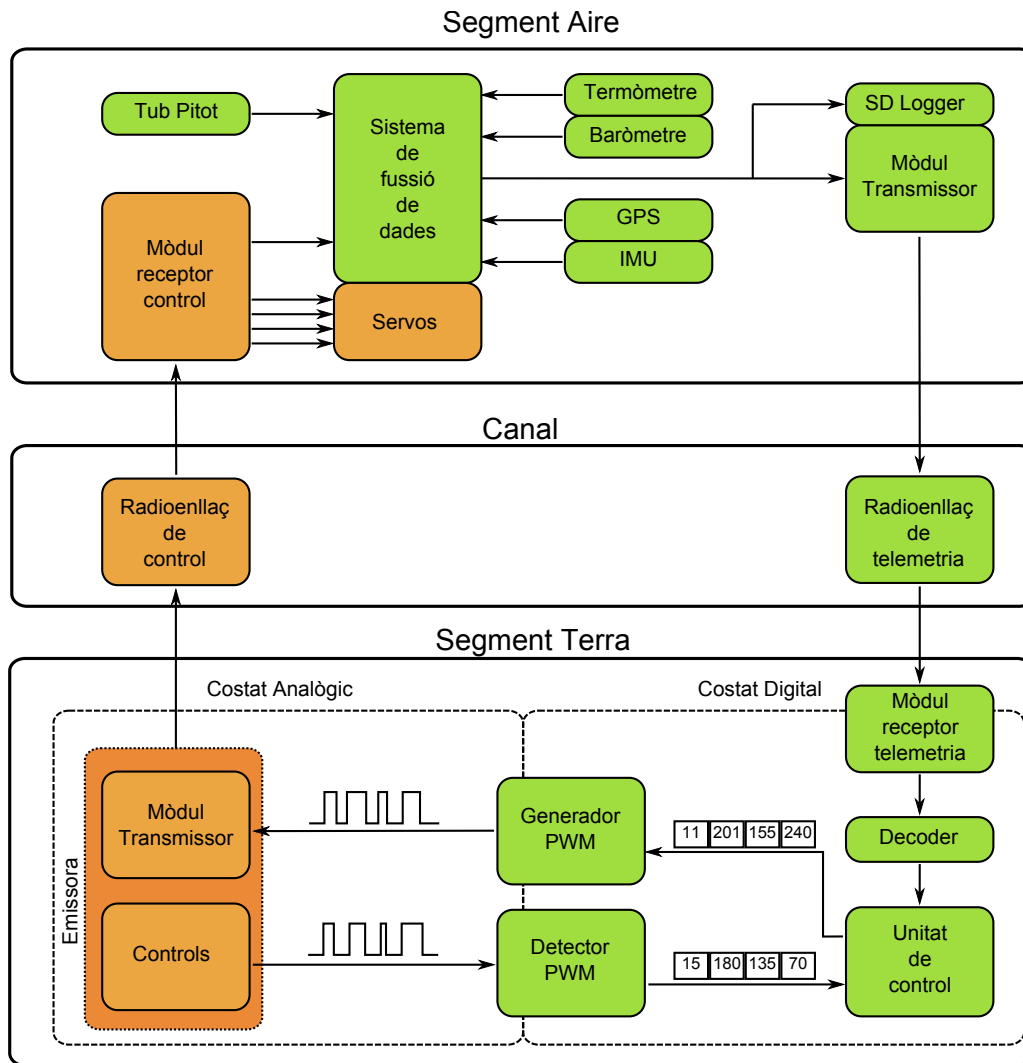 Segment Aire
Tub Pitot
Sistema
de
fussió
de
dades
Termòmetre
Baròmetre
GPS
IMU
SD Logger
Mòdul
Transmissor
Mòdul
receptor
control
Servos
Canal
Radioenllaç
de
control
Radioenllaç
de
telemetria
Segment Terra
Costat Analògic
Costat Digital
Mòdul
receptor
telemetria
Emissora
Mòdul
Transmissor
Generador
PWM
11 201 155 240
Decoder
Controls
Detector
PWM
15 180 135 70
Unitat
de
control